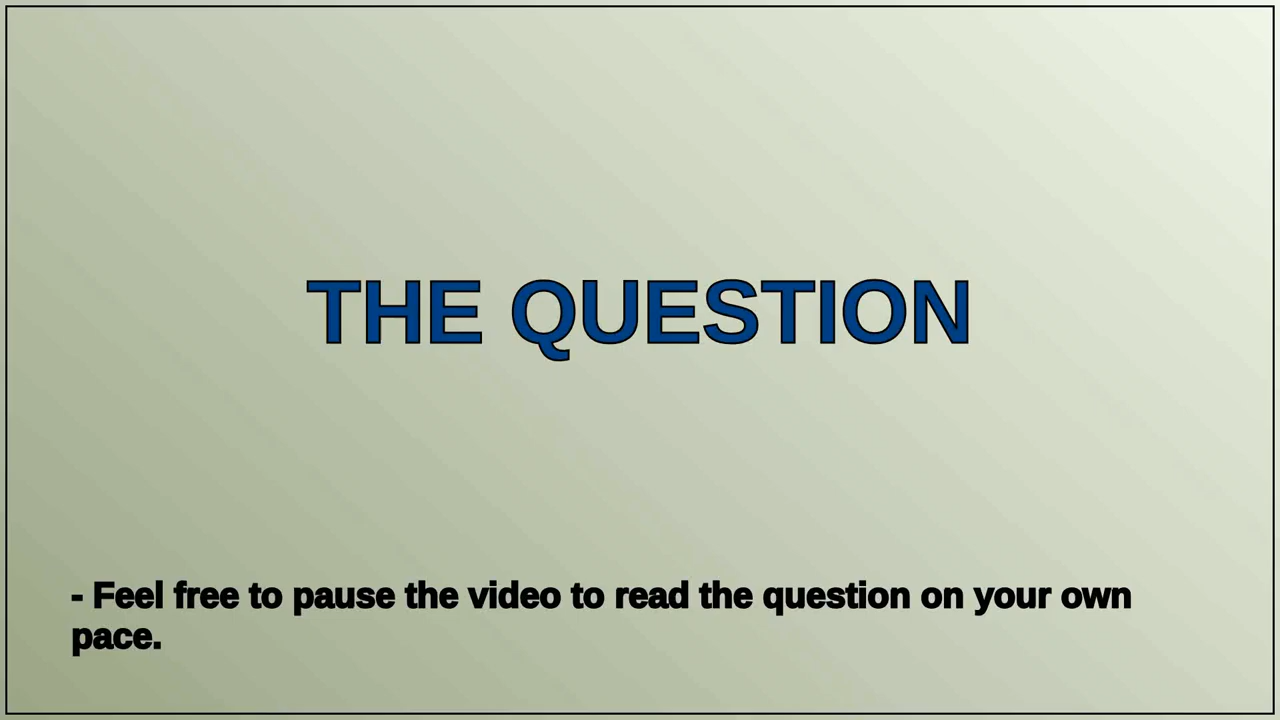 THE QUESTION
- Feel free to pause the video to read the question on your own
pace.